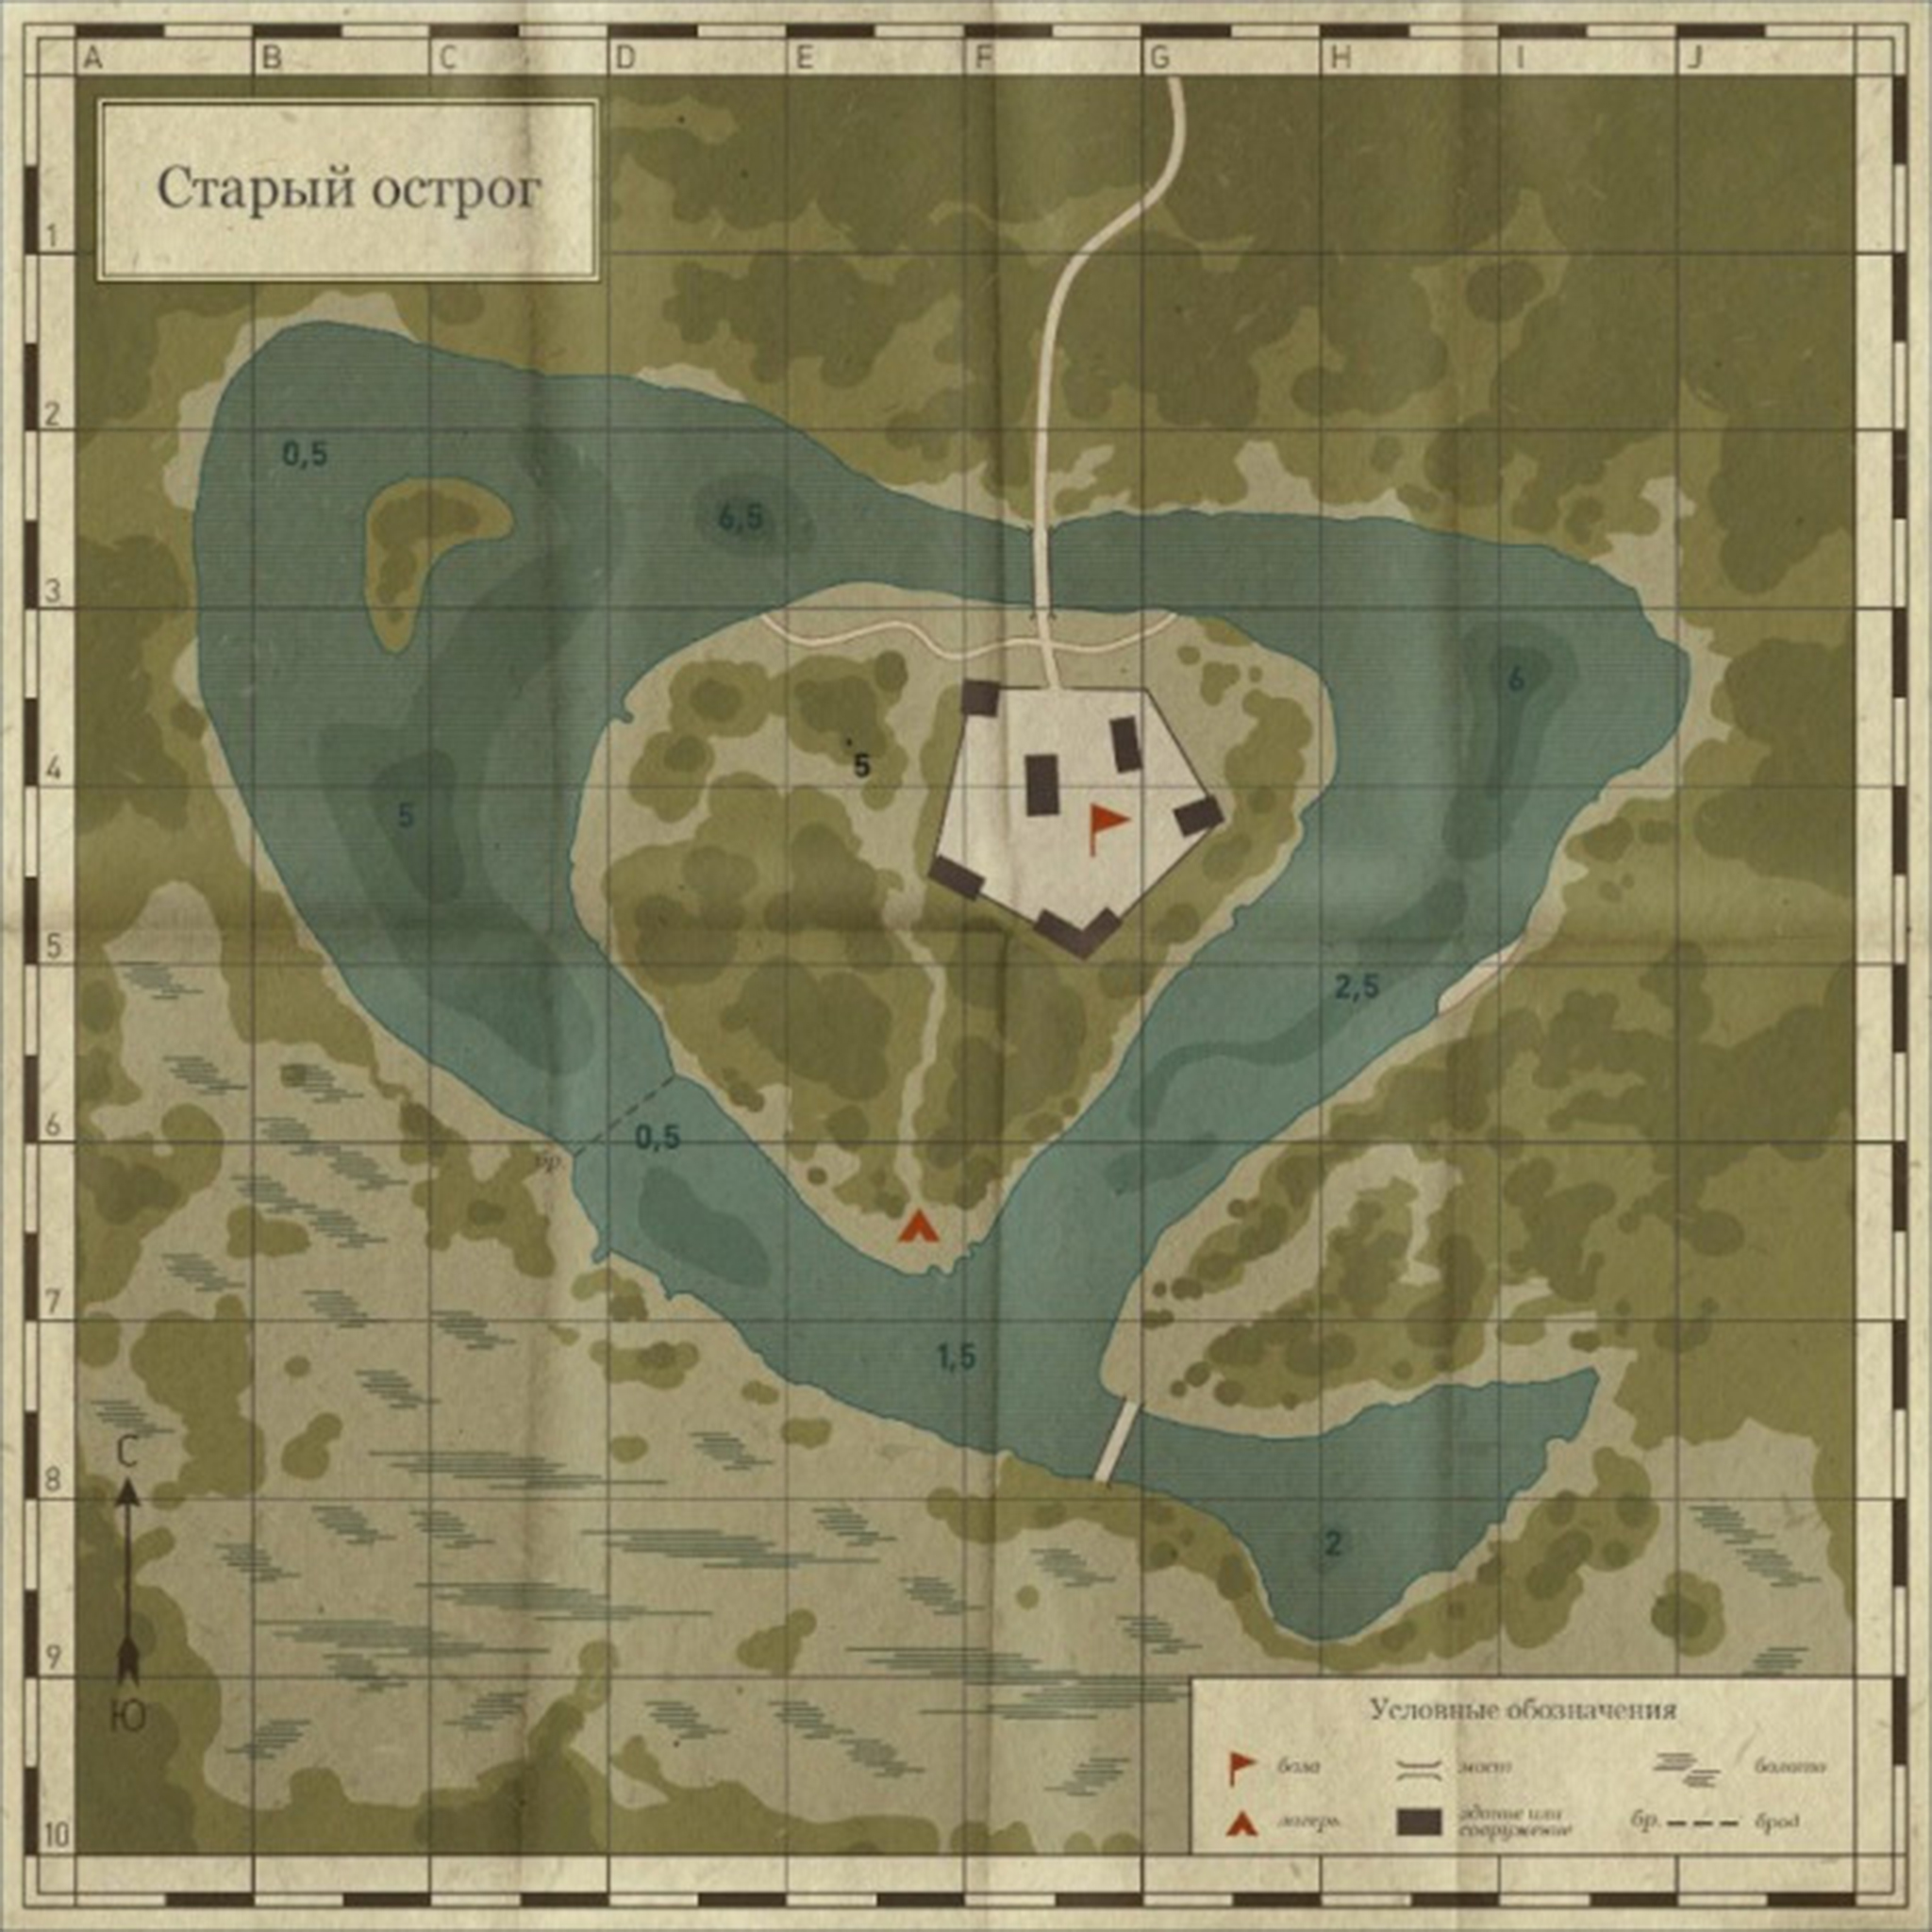 A B C D E F G H I J
Старый острог
1
2
0,5
6,5
3
6
5
4
5
5
2,5
6
0,5
бр.
7
1,5
С
8
2
9
Ю
Условные обозначения
база
мост
болото
лагерь
здание или
сооружение
бр.
брод
10